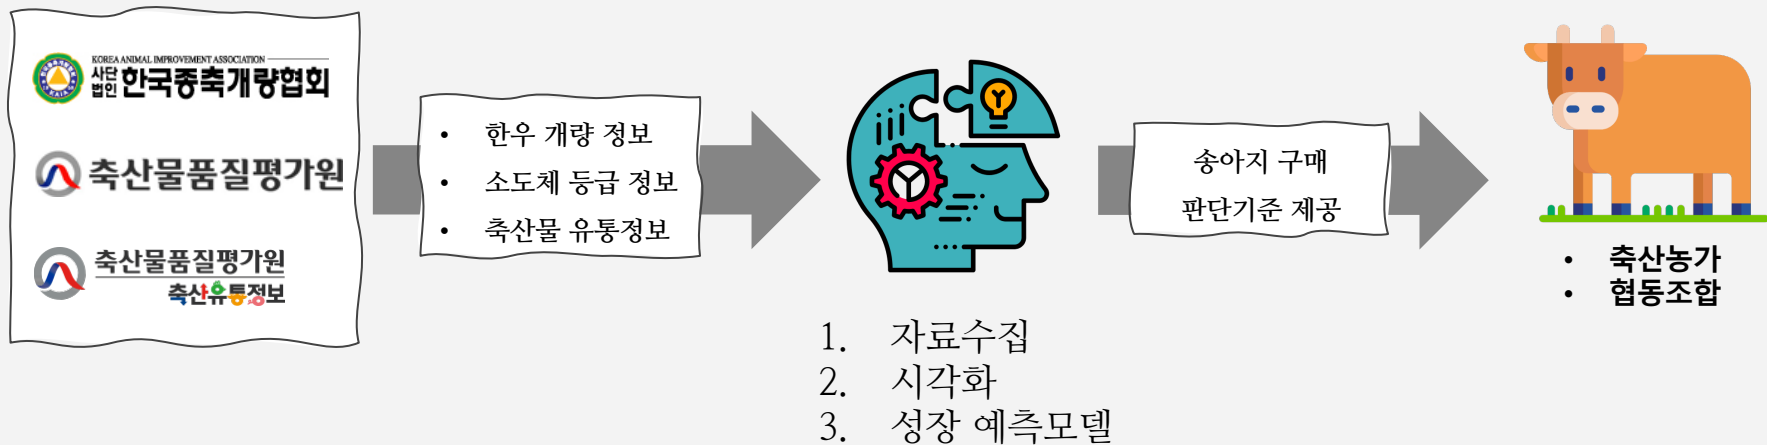 KOREA ANIMAL IMPROVEMENT ASSOCIATION
사단법인 한국종축개량협회
축산물품질평가원
축산물품질평가원
축산유통정보
• 한우 개량 정보
• 소도체 등급 정보
• 축산물 유통정보
1. 자료수집
2. 시각화
3. 성장 예측모델
송아지 구매
판단기준 제공
• 축산농가
• 협동조합